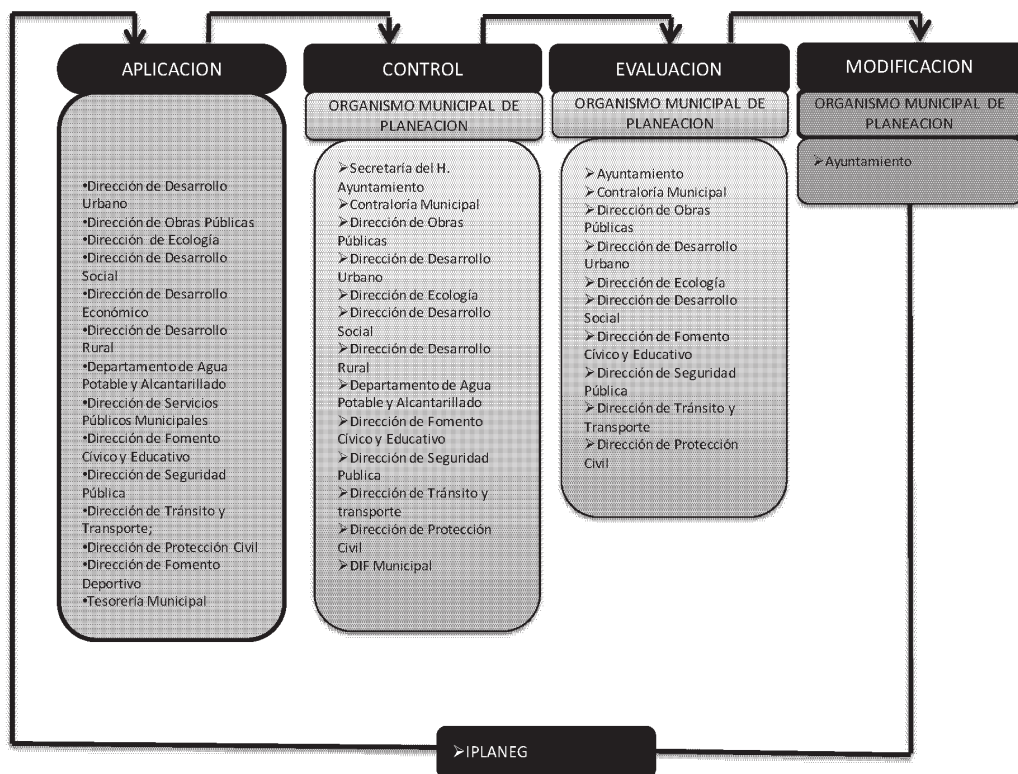 APLICACION
•Dirección de Desarrollo
Urbano
•Dirección de Obras Públicas
•Dirección de Ecología
•Dirección de Desarrollo
Social
•Dirección de Desarrollo
Económico
•Dirección de Desarrollo
Rural
•Departamento de Agua
Potable y Alcantarillado
•Dirección de Servicios
Públicos Municipales
•Dirección de Fomento
Cívico y Educativo
•Dirección de Seguridad
Pública
•Dirección de Tránsito y
Transporte;
•Dirección de Protección Civil
•Dirección de Fomento
Deportivo
•Tesorería Municipal
CONTROL
ORGANISMO MUNICIPAL DE
PLANEACION
➢Secretaría del H.
Ayuntamiento
➢Contraloría Municipal
➢Dirección de Obras
Públicas
➢Dirección de Desarrollo
Urbano
➢Dirección de Ecología
➢Dirección de Desarrollo
Social
➢Dirección de Desarrollo
Rural
➢Departamento de Agua
Potable y Alcantarillado
➢Dirección de Fomento
Cívico y Educativo
➢Dirección de Seguridad
Publica
➢Dirección de Tránsito y
transporte
➢Dirección de Protección
Civil
➢DIF Municipal
EVALUACION
ORGANISMO MUNICIPAL DE
PLANEACION
➢Ayuntamiento
➢Contraloría Municipal
➢Dirección de Obras
Públicas
➢Dirección de Desarrollo
Urbano
➢Dirección de Ecología
➢Dirección de Desarrollo
Social
➢Dirección de Fomento
Cívico y Educativo
➢Dirección de Seguridad
Pública
➢Dirección de Tránsito y
Transporte
➢Dirección de Protección
Civil
MODIFICACION
ORGANISMO MUNICIPAL DE
PLANEACION
➢Ayuntamiento
➢IPLANEG